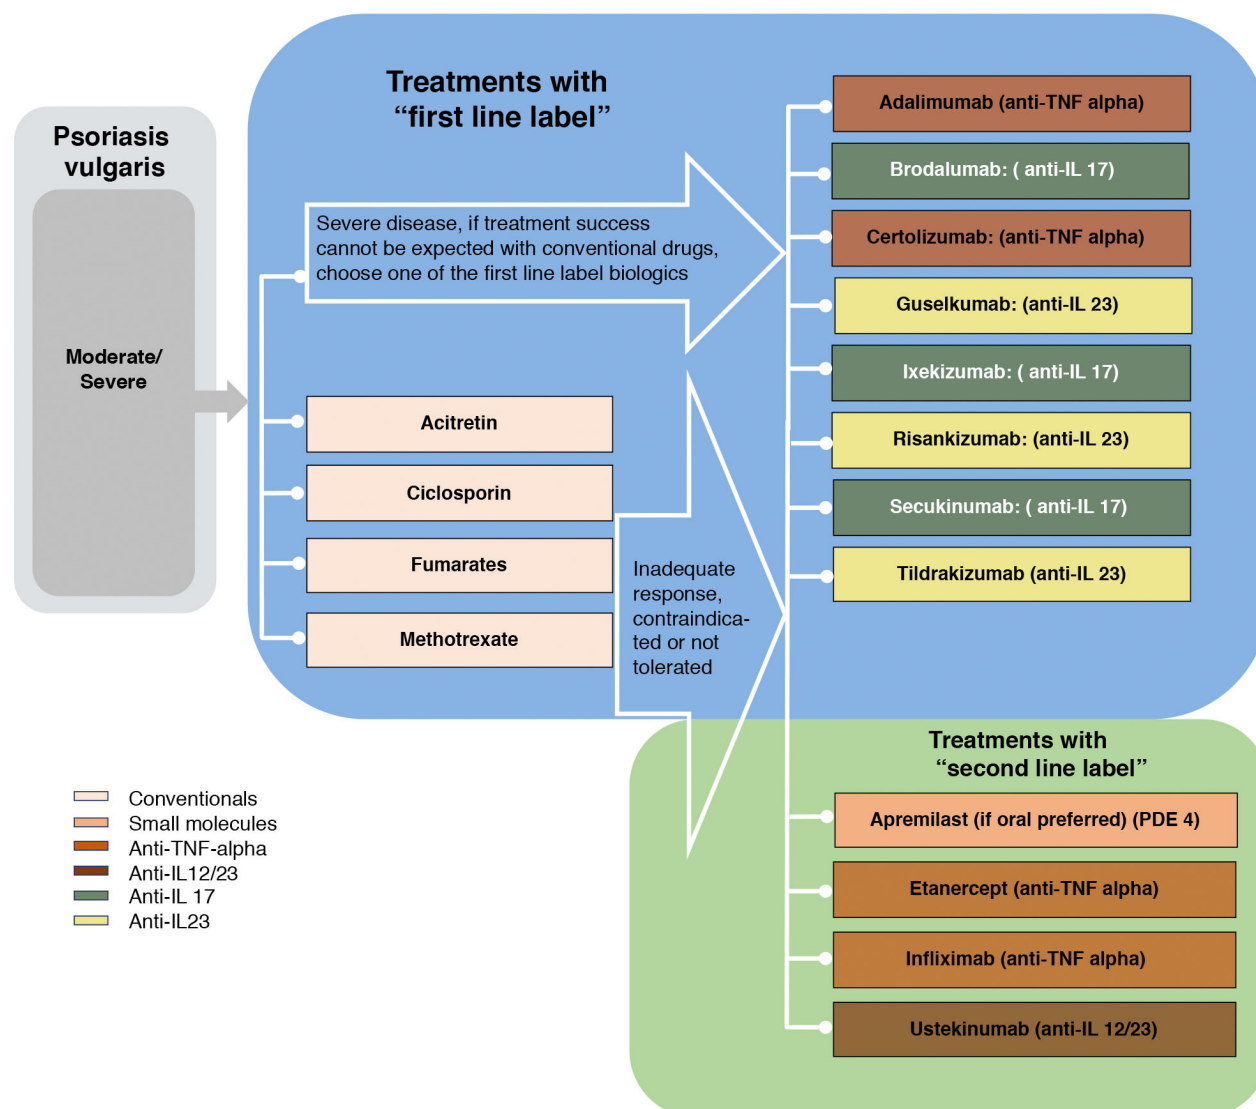 Psoriasis
vulgaris
Moderate/
Severe
Treatments with
“first line label”
Severe disease, if treatment success
cannot be expected with conventional drugs,
choose one of the first line label biologics
Acitretin
Ciclosporin
Fumarates
Methotrexate
Inadequate
response,
contraindica-
ted or not
tolerated
Adalimumab (anti-TNF alpha)
Brodalumab: ( anti-IL 17)
Certolizumab: (anti-TNF alpha)
Guselkumab: (anti-IL 23)
Ixekizumab: ( anti-IL 17)
Risankizumab: (anti-IL 23)
Secukinumab: ( anti-IL 17)
Tildrakizumab (anti-IL 23)
Treatments with
“second line label”
Apremilast (if oral preferred) (PDE 4)
Etanercept (anti-TNF alpha)
Infliximab (anti-TNF alpha)
Ustekinumab (anti-IL 12/23)
Conventionals
Small molecules
Anti-TNF-alpha
Anti-IL12/23
Anti-IL 17
Anti-IL23